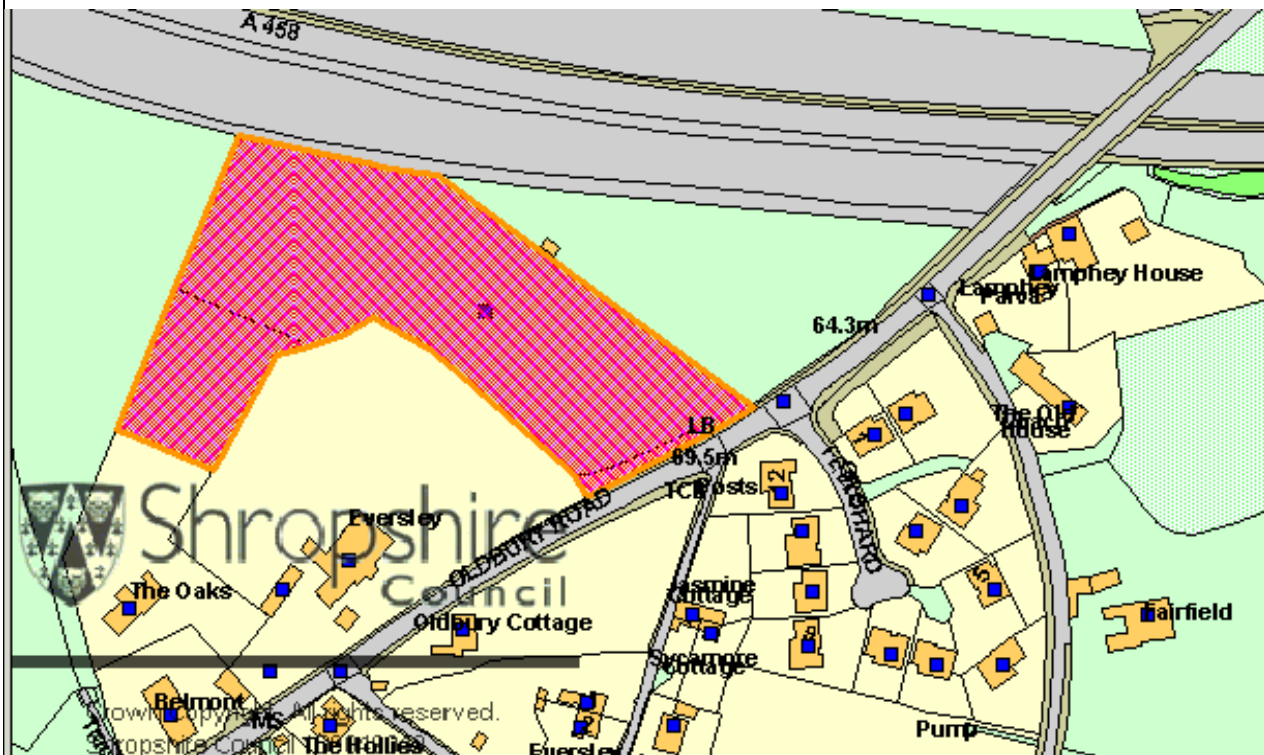 A 458
Lamphey House
Lamphey
Parva
64.3m
The Old
House
LB
69.5m
TCB
Posts
12
Shropshire
Council
Eversley
OLDBURY ROAD
The Oaks
Jasmine
Cottage
5
Fairfield
Oldbury Cottage
Sycamore
Cottage
Belmont
Crown Copyright. All rights reserved.
MS
Shropshire Council
The Hollies
Eversley
Pump